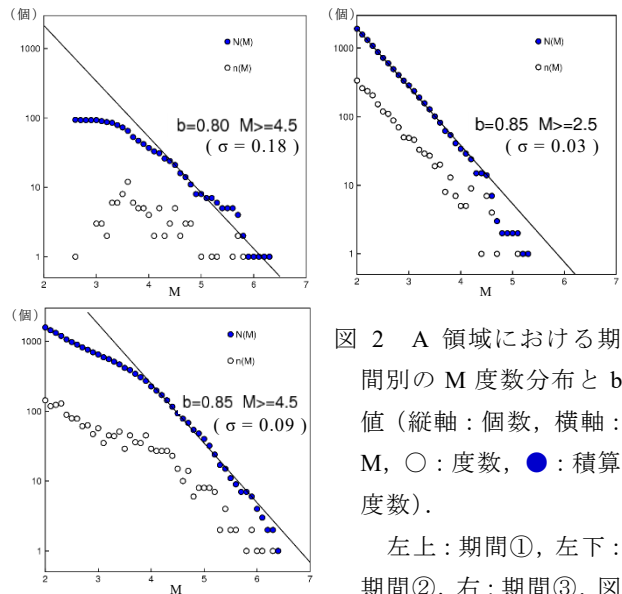 （個）
1000
100
10
1
N(M)
n(M)
b=0.80 M>=4.5
( σ = 0.18 )
2 3 4 5 6 7
M
（個）
1000
100
10
1
N(M)
n(M)
b=0.85 M>=2.5
( σ = 0.03 )
2 3 4 5 6 7
M
（個）
1000
100
10
1
N(M)
n(M)
b=0.85 M>=4.5
( σ = 0.09 )
2 3 4 5 6 7
M
図 2 A 領域における期
間別の M 度数分布と b
値（縦軸：個数，横軸：
M，○：度数，●：積算
度数）．
左上：期間①，左下：
期間②，右：期間③．図